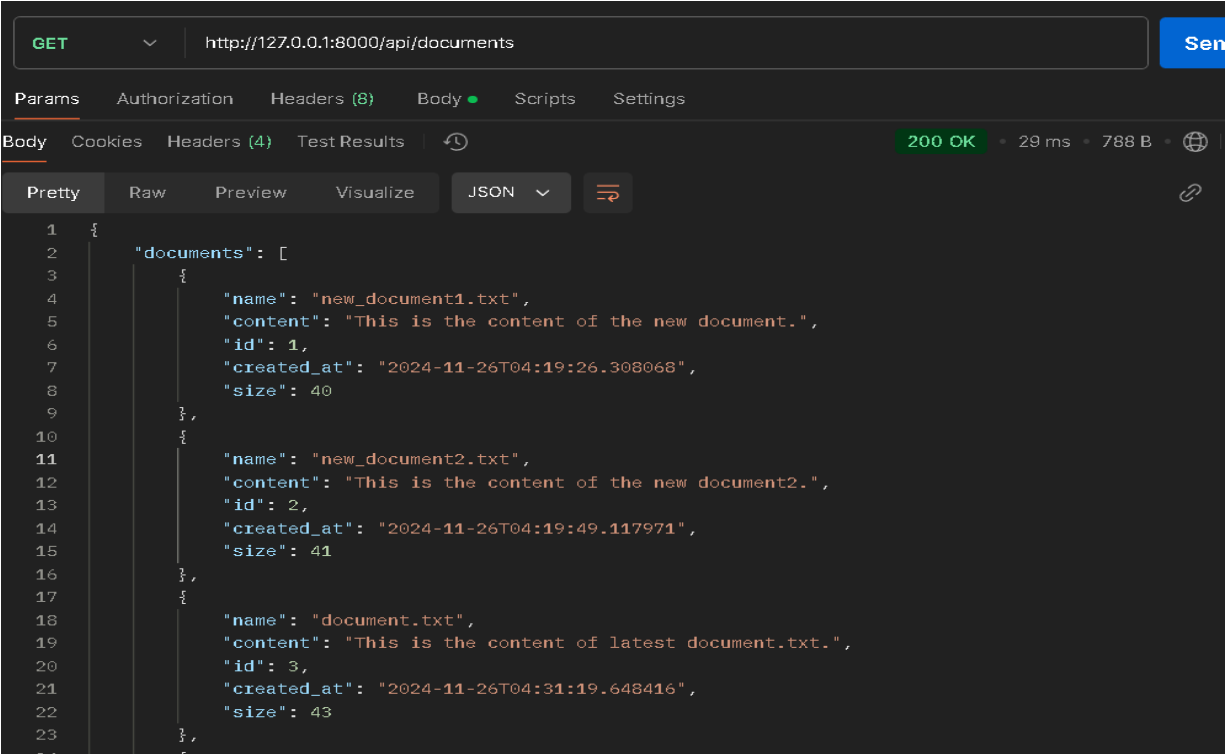 GET http://127.0.0.1:8000/api/documents Sen
Params Authorization Headers (8) Body Scripts Settings
Body Cookies Headers (4) Test Results 200 OK 29 ms 788 B
Pretty Raw Preview Visualize JSON
1 {
2 "documents": [
3 {
4 "name": "new_document1.txt",
5 "content": "This is the content of the new document.",
6 "id": 1,
7 "created_at": "2024-11-26T04:19:26.308068",
8 "size": 40
9 },
10 {
11 "name": "new_document2.txt",
12 "content": "This is the content of the new document2.",
13 "id": 2,
14 "created_at": "2024-11-26T04:19:49.117971",
15 "size": 41
16 },
17 {
18 "name": "document.txt",
19 "content": "This is the content of latest document.txt.",
20 "id": 3,
21 "created_at": "2024-11-26T04:31:19.648416",
22 "size": 43
23 },